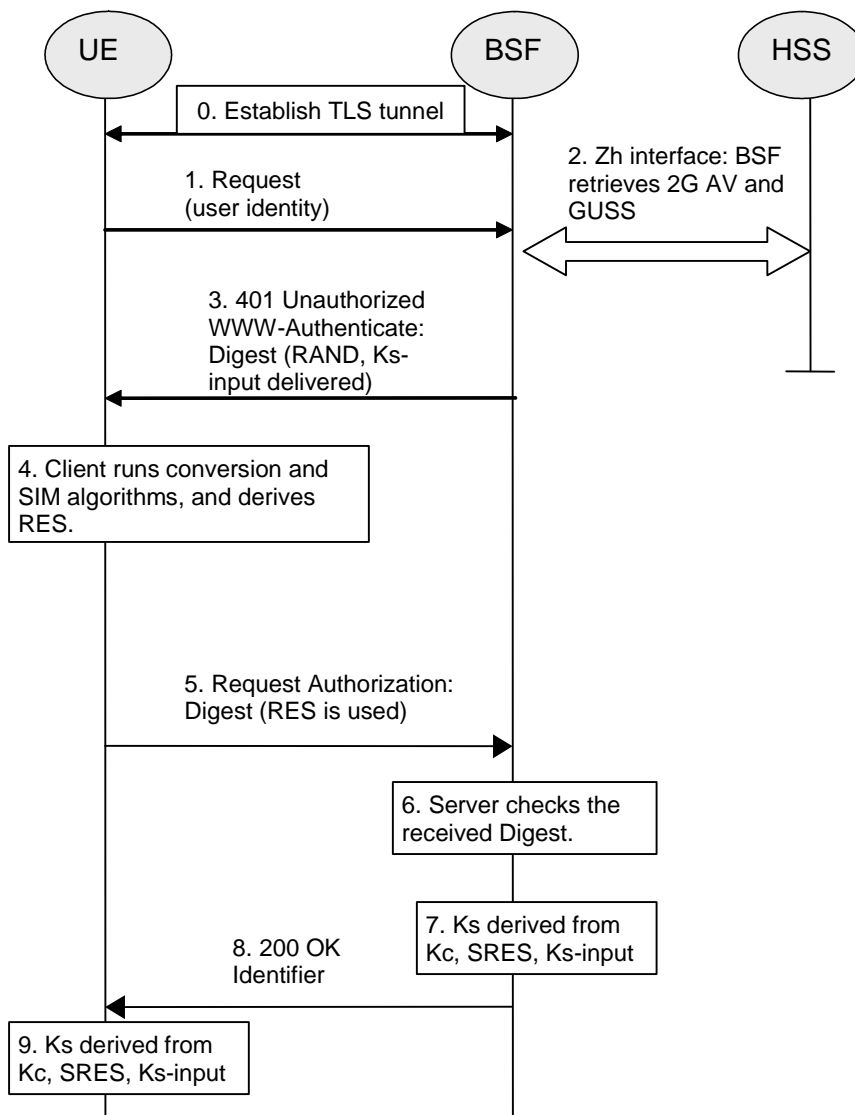 UE
BSF
HSS
0. Establish TLS tunnel
1. Request
(user identity)
2. Zh interface: BSF
retrieves 2G AV and
GUSS
3. 401 Unauthorized
WWW-Authenticate:
Digest (RAND, Ks-
input delivered)
4. Client runs conversion and
SIM algorithms, and derives
RES.
5. Request Authorization:
Digest (RES is used)
6. Server checks the
received Digest.
7. Ks derived from
Kc, SRES, Ks-input
8. 200 OK
Identifier
9. Ks derived from
Kc, SRES, Ks-input